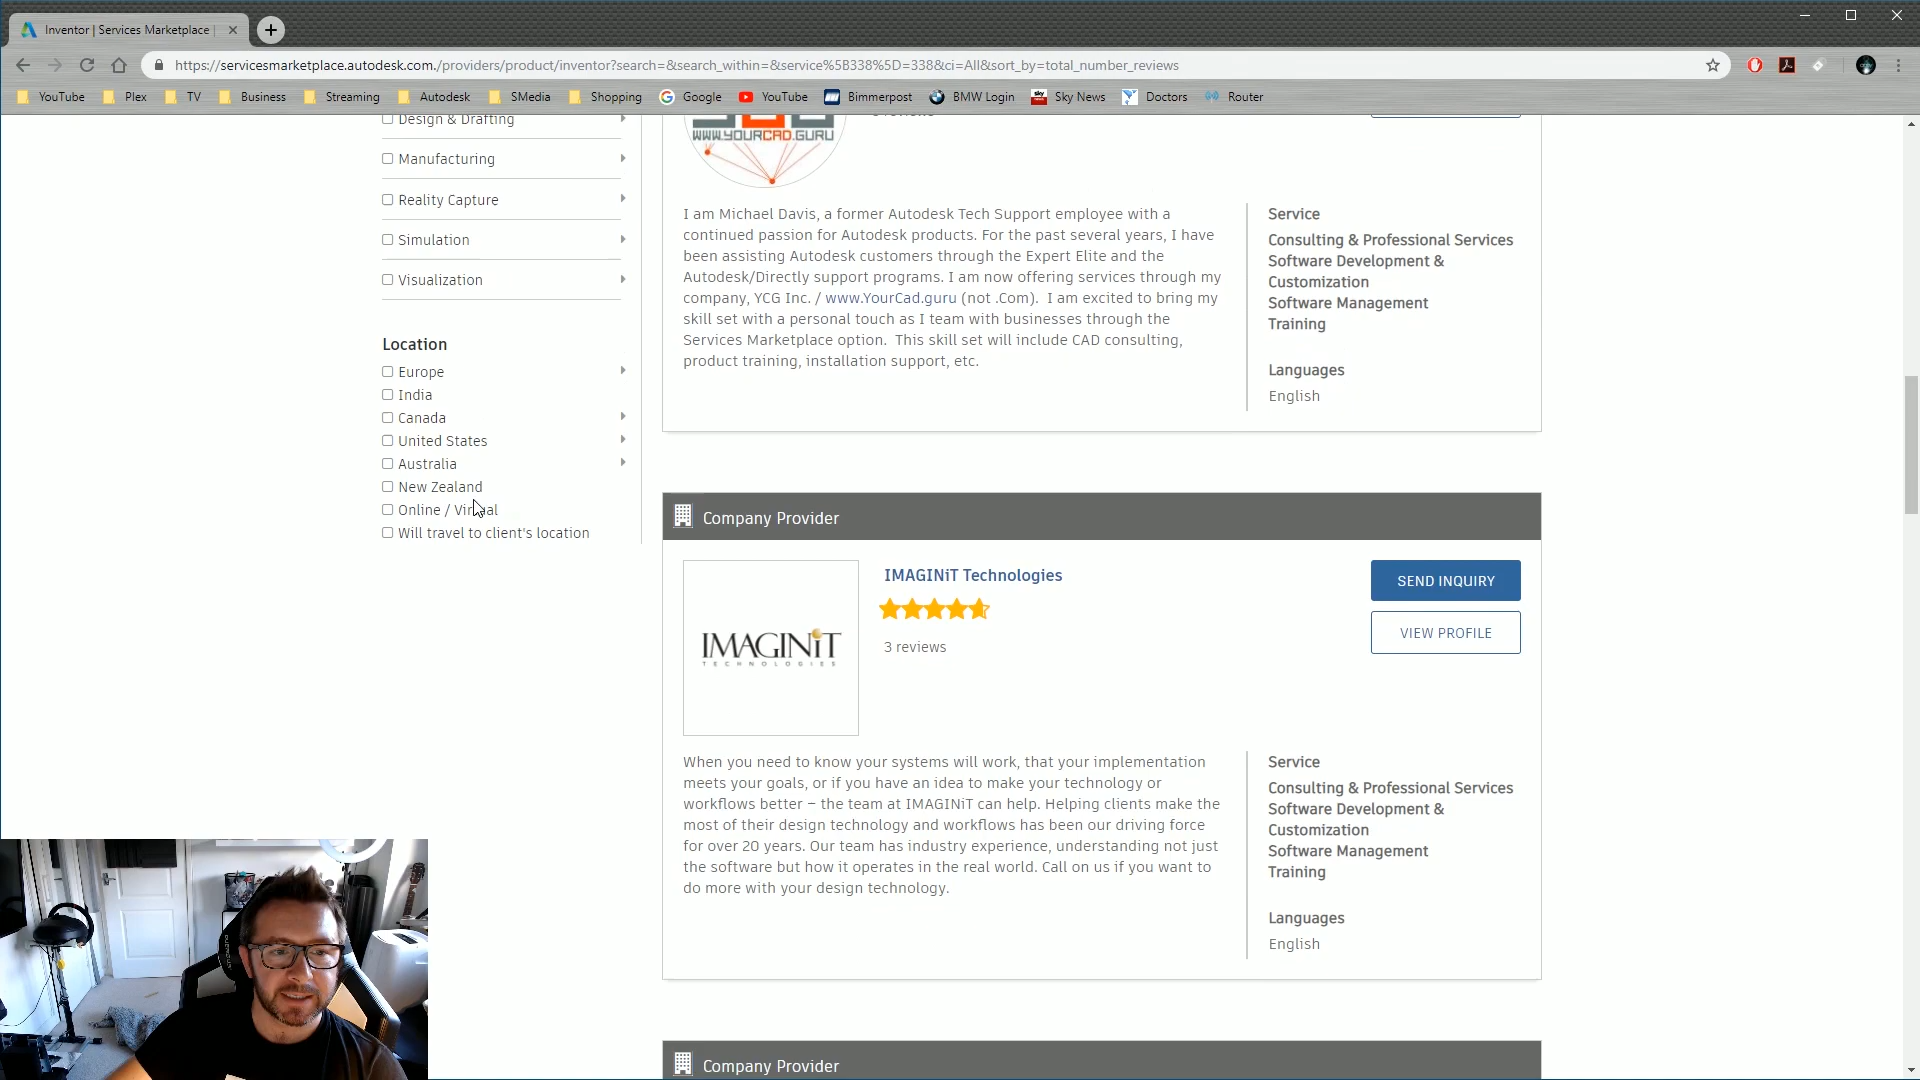 Inventor | Services Marketplace |
https://servicesmarketplace.autodesk.com./providers/product/inventor?search=&search_within=&service%5B338%5D=338&ci=All&sort_by=total_number_reviews
YouTube Plex TV Business Streaming Autodesk SMedia Shopping Google YouTube Bimmerpost BMW Login Sky News Doctors Router
Design & Drafting
Manufacturing
Reality Capture
Simulation
Visualization
Location
Europe
India
Canada
United States
Australia
New Zealand
Online / Virtual
Will travel to client's location
WWW.YOURCAD.GURU
I am Michael Davis, a former Autodesk Tech Support employee with a
continued passion for Autodesk products. For the past several years, I have
been assisting Autodesk customers through the Expert Elite and the
Autodesk/Directly support programs. I am now offering services through my
company, YCG Inc. / www.YourCad.guru (not .Com). I am excited to bring my
skill set with a personal touch as I team with businesses through the
Services Marketplace option. This skill set will include CAD consulting,
product training, installation support, etc.
Service
Consulting & Professional Services
Software Development &
Customization
Software Management
Training
Languages
English
Company Provider
IMAGINiT
TECHNOLOGIES
IMAGINiT Technologies
3 reviews
SEND INQUIRY
VIEW PROFILE
When you need to know your systems will work, that your implementation
meets your goals, or if you have an idea to make your technology or
workflows better – the team at IMAGINiT can help. Helping clients make the
most of their design technology and workflows has been our driving force
for over 20 years. Our team has industry experience, understanding not just
the software but how it operates in the real world. Call on us if you want to
do more with your design technology.
Service
Consulting & Professional Services
Software Development &
Customization
Software Management
Training
Languages
English
Company Provider